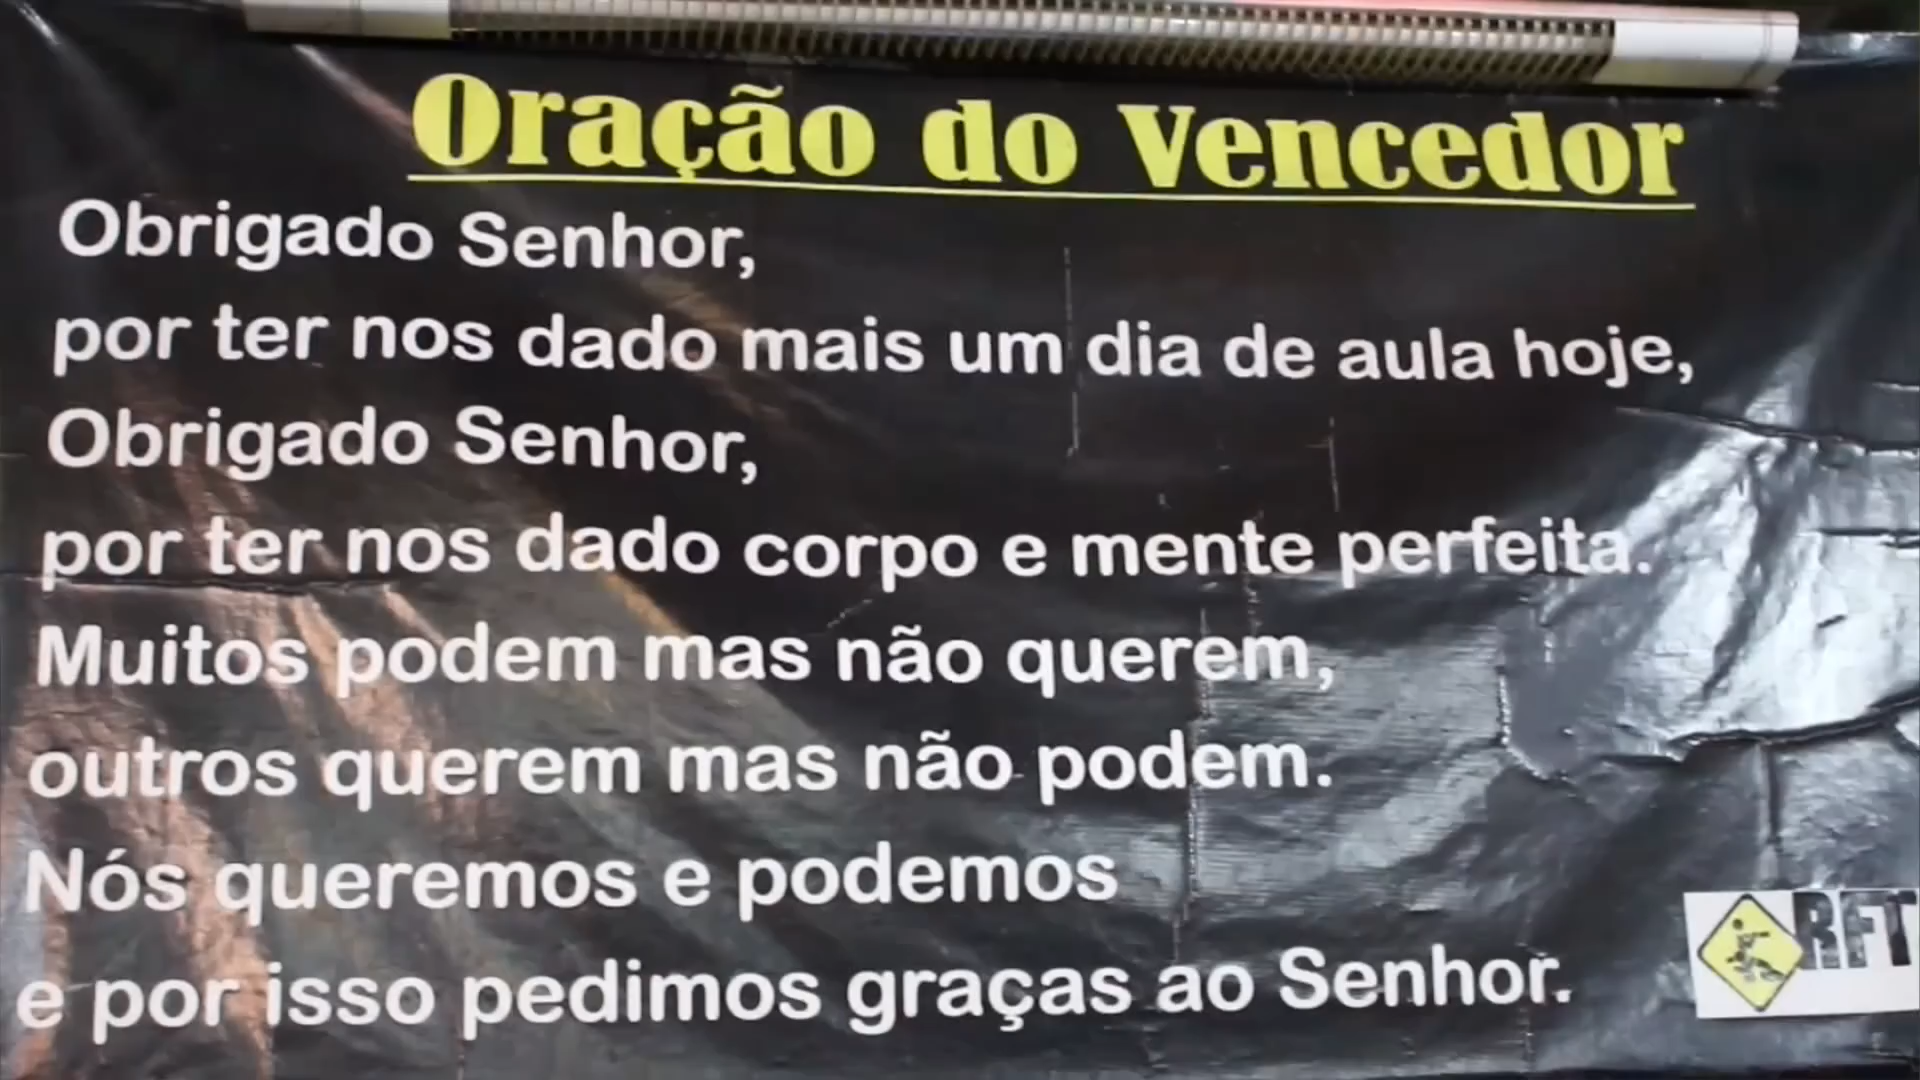 Oração do Vencedor
Obrigado Senhor,
por ter nos dado mais um dia de aula hoje,
Obrigado Senhor,
por ter nos dado corpo e mente perfeita.
Muitos podem mas não querem,
outros querem mas não podem.
Nós queremos e podemos
e por isso pedimos graças ao Senhor.
RFT